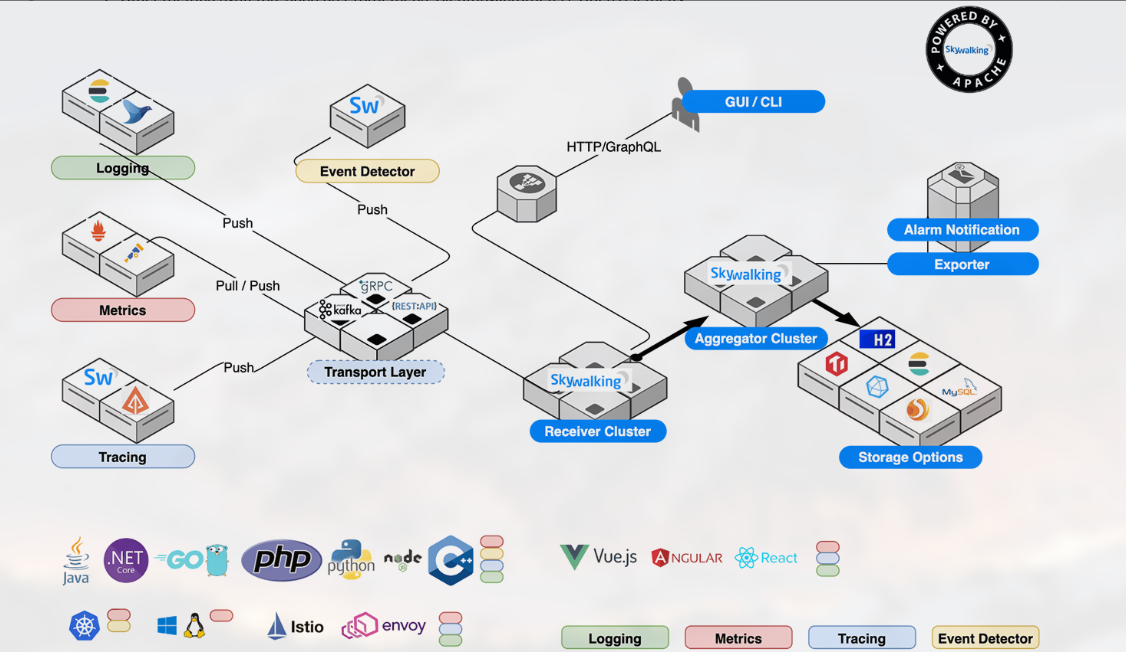 POWERED BY
Skywalking
APACHE
Sw
GUI / CLI
HTTP/GraphQL
Logging
Event Detector
Push
Push
Alarm Notification
Exporter
Skywalking
Metrics
Pull / Push
gRPC
kafka
{REST:API}
Aggregator Cluster
H2
MySQL
Sw
Push
Transport Layer
Skywalking
Receiver Cluster
Tracing
Storage Options
Java
.NET
Core
GO
php
python
node
C++
Vue.js
ANGULAR
React
Istio
envoy
Logging
Metrics
Tracing
Event Detector